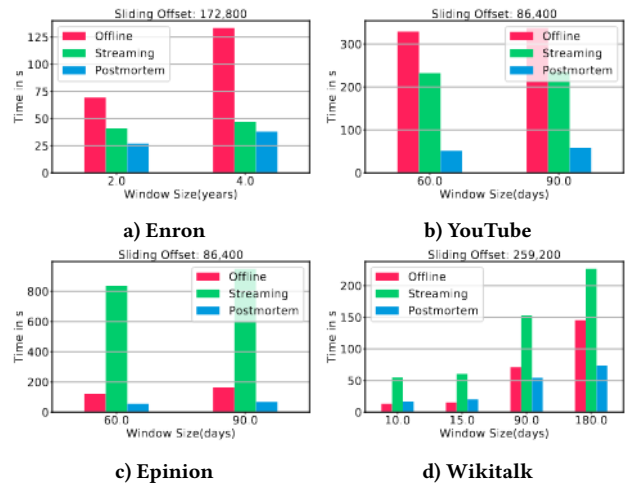 Sliding Offset: 172,800
Time in s
125
100
75
50
25
0
Offline
Streaming
Postmortem
2.0
4.0
Window Size(years)
a) Enron
Sliding Offset: 86,400
Time in s
300
200
100
0
Offline
Streaming
Postmortem
60.0
90.0
Window Size(days)
b) YouTube
Sliding Offset: 86,400
Time in s
800
600
400
200
0
Offline
Streaming
Postmortem
60.0
90.0
Window Size(days)
c) Epinion
Sliding Offset: 259,200
Time in s
200
150
100
50
0
Offline
Streaming
Postmortem
10.0
15.0
90.0
180.0
Window Size(days)
d) Wikitalk